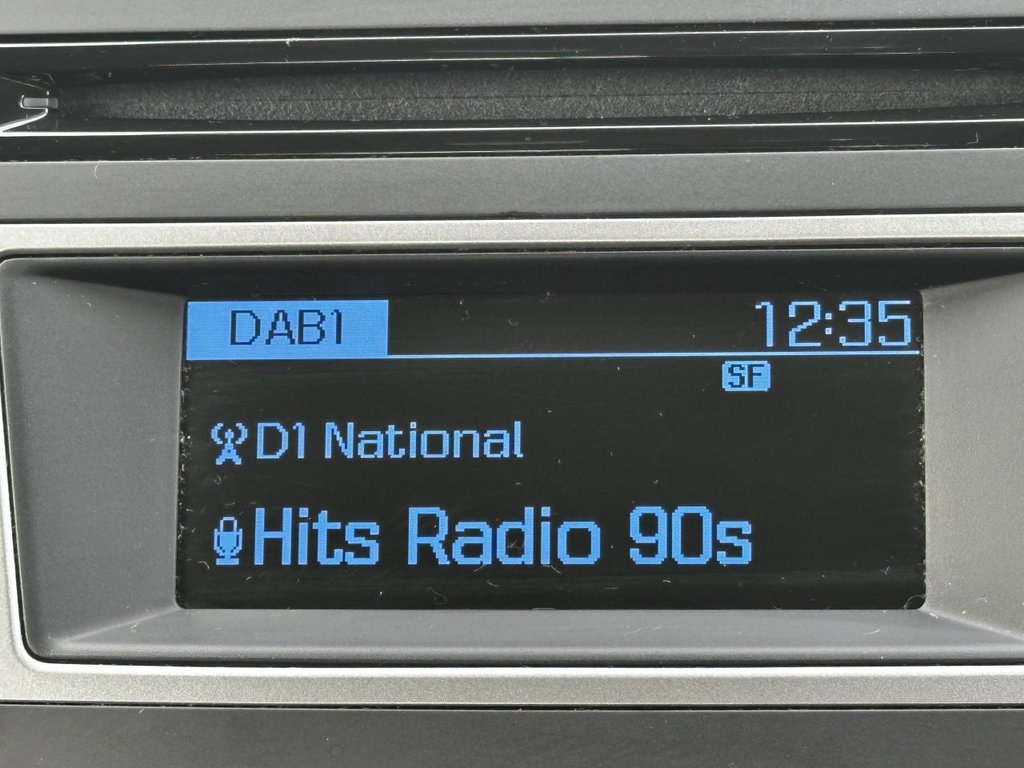 DAB1 12:35
SF
D1 National
Hits Radio 90s